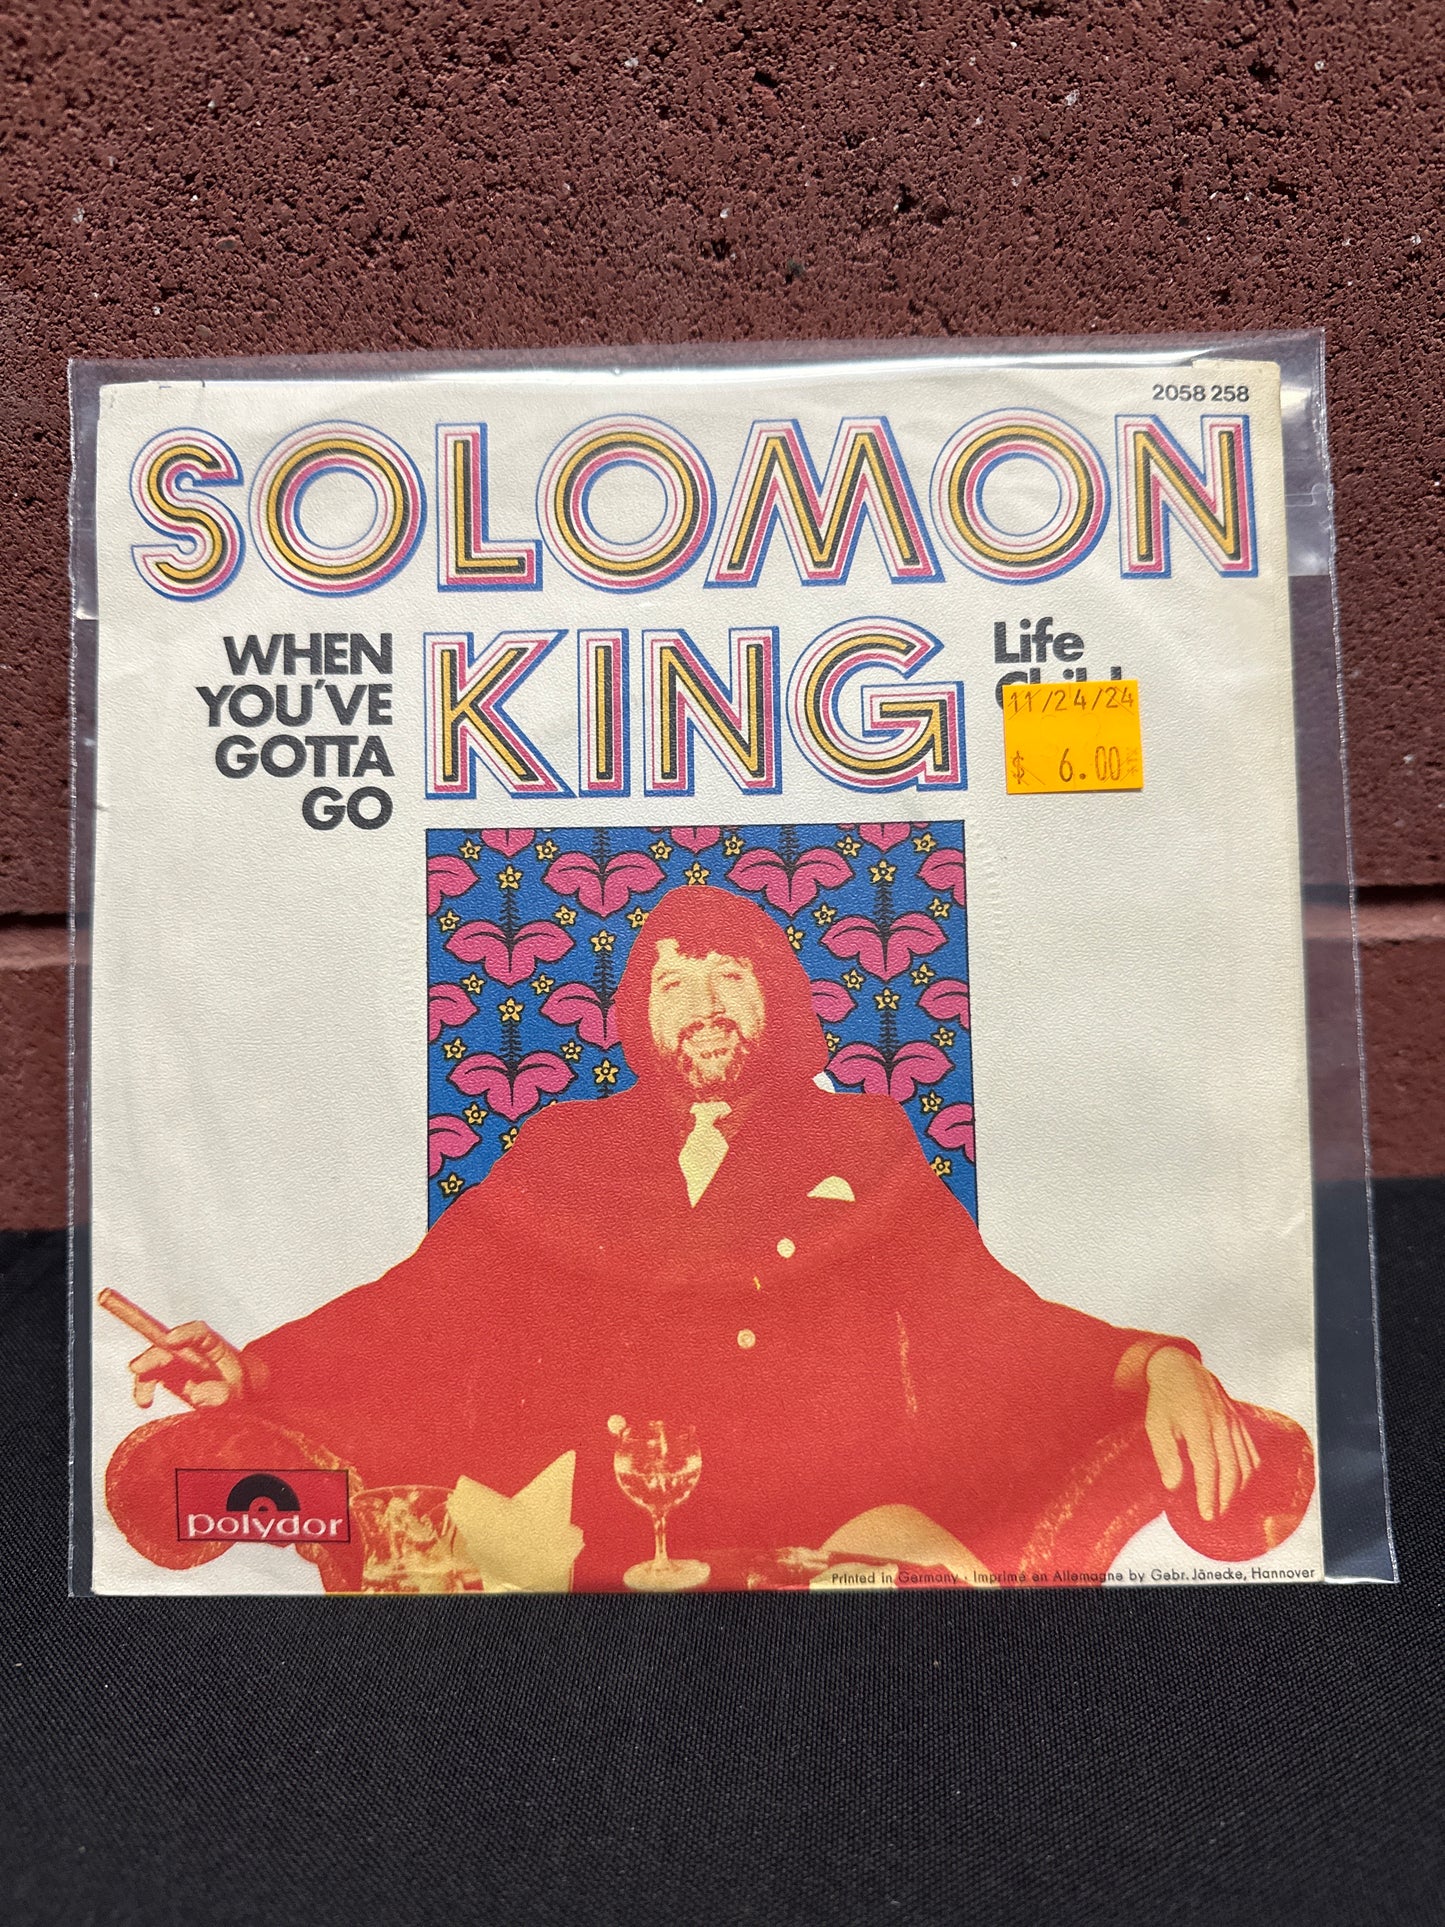 2058 258
SOLOMON
KING
WHEN
YOU'VE
GOTTA
GO
Life
11/24/24
$ 6.00
polydor
Printed in Germany · Imprimé en Allemagne by Gebr. Jänecke, Hannover